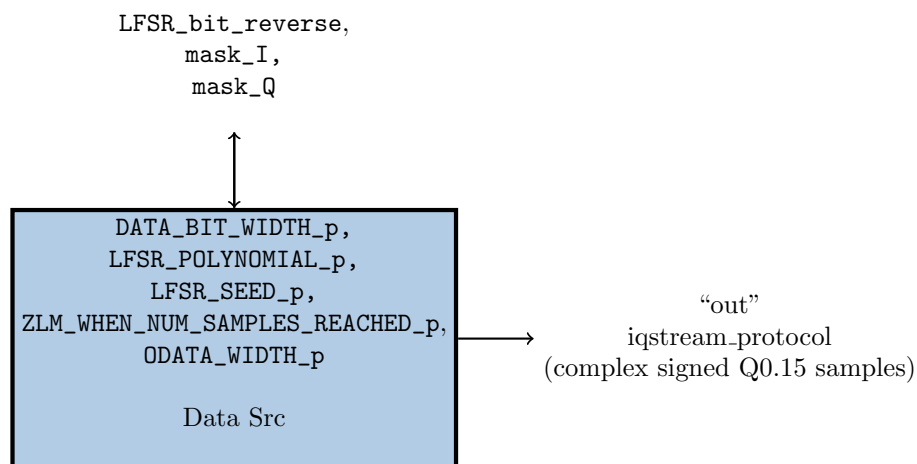 LFSR_bit_reverse,
mask_I,
mask_Q
DATA_BIT_WIDTH_p,
LFSR_POLYNOMIAL_p,
LFSR_SEED_p,
ZLM_WHEN_NUM_SAMPLES_REACHED_p,
ODATA_WIDTH_p
Data Src
“out”
iqstream_protocol
(complex signed Q0.15 samples)